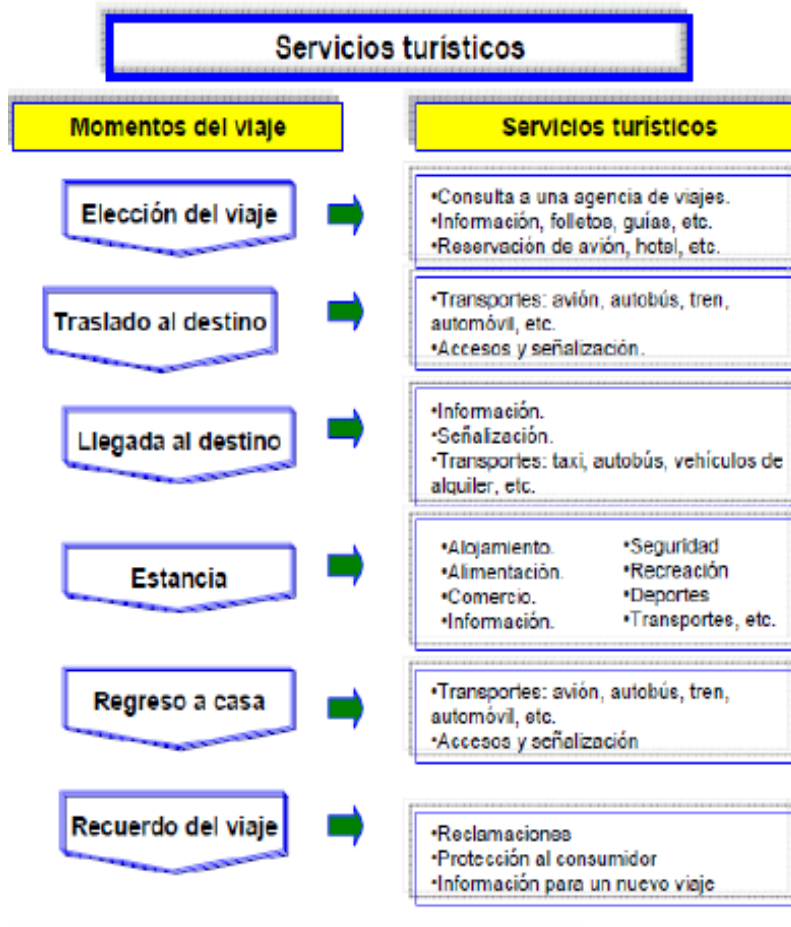 Servicios turísticos
Momentos del viaje
Servicios turísticos
Elección del viaje
•Consulta a una agencia de viajes.
•Información, folletos, guías, etc.
•Reservación de avión, hotel, etc.
Traslado al destino
•Transportes: avión, autobús, tren,
automóvil, etc.
•Accesos y señalización.
Llegada al destino
•Información.
•Señalización.
•Transportes: taxi, autobús, vehículos de
alquiler, etc.
Estancia
•Alojamiento.
•Alimentación.
•Comercio.
•Información.
•Seguridad
•Recreación
•Deportes
•Transportes, etc.
Regreso a casa
•Transportes: avión, autobús, tren,
automóvil, etc.
•Accesos y señalización
Recuerdo del viaje
•Reclamaciones
•Protección al consumidor
•Información para un nuevo viaje